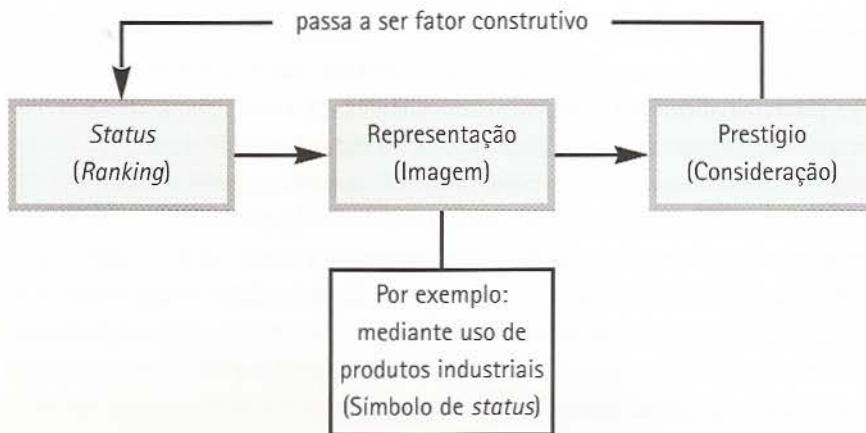 passa a ser fator construtivo
Status
(Ranking)
Representação
(Imagem)
Prestígio
(Consideração)
Por exemplo:
mediante uso de
produtos industriais
(Símbolo de status)